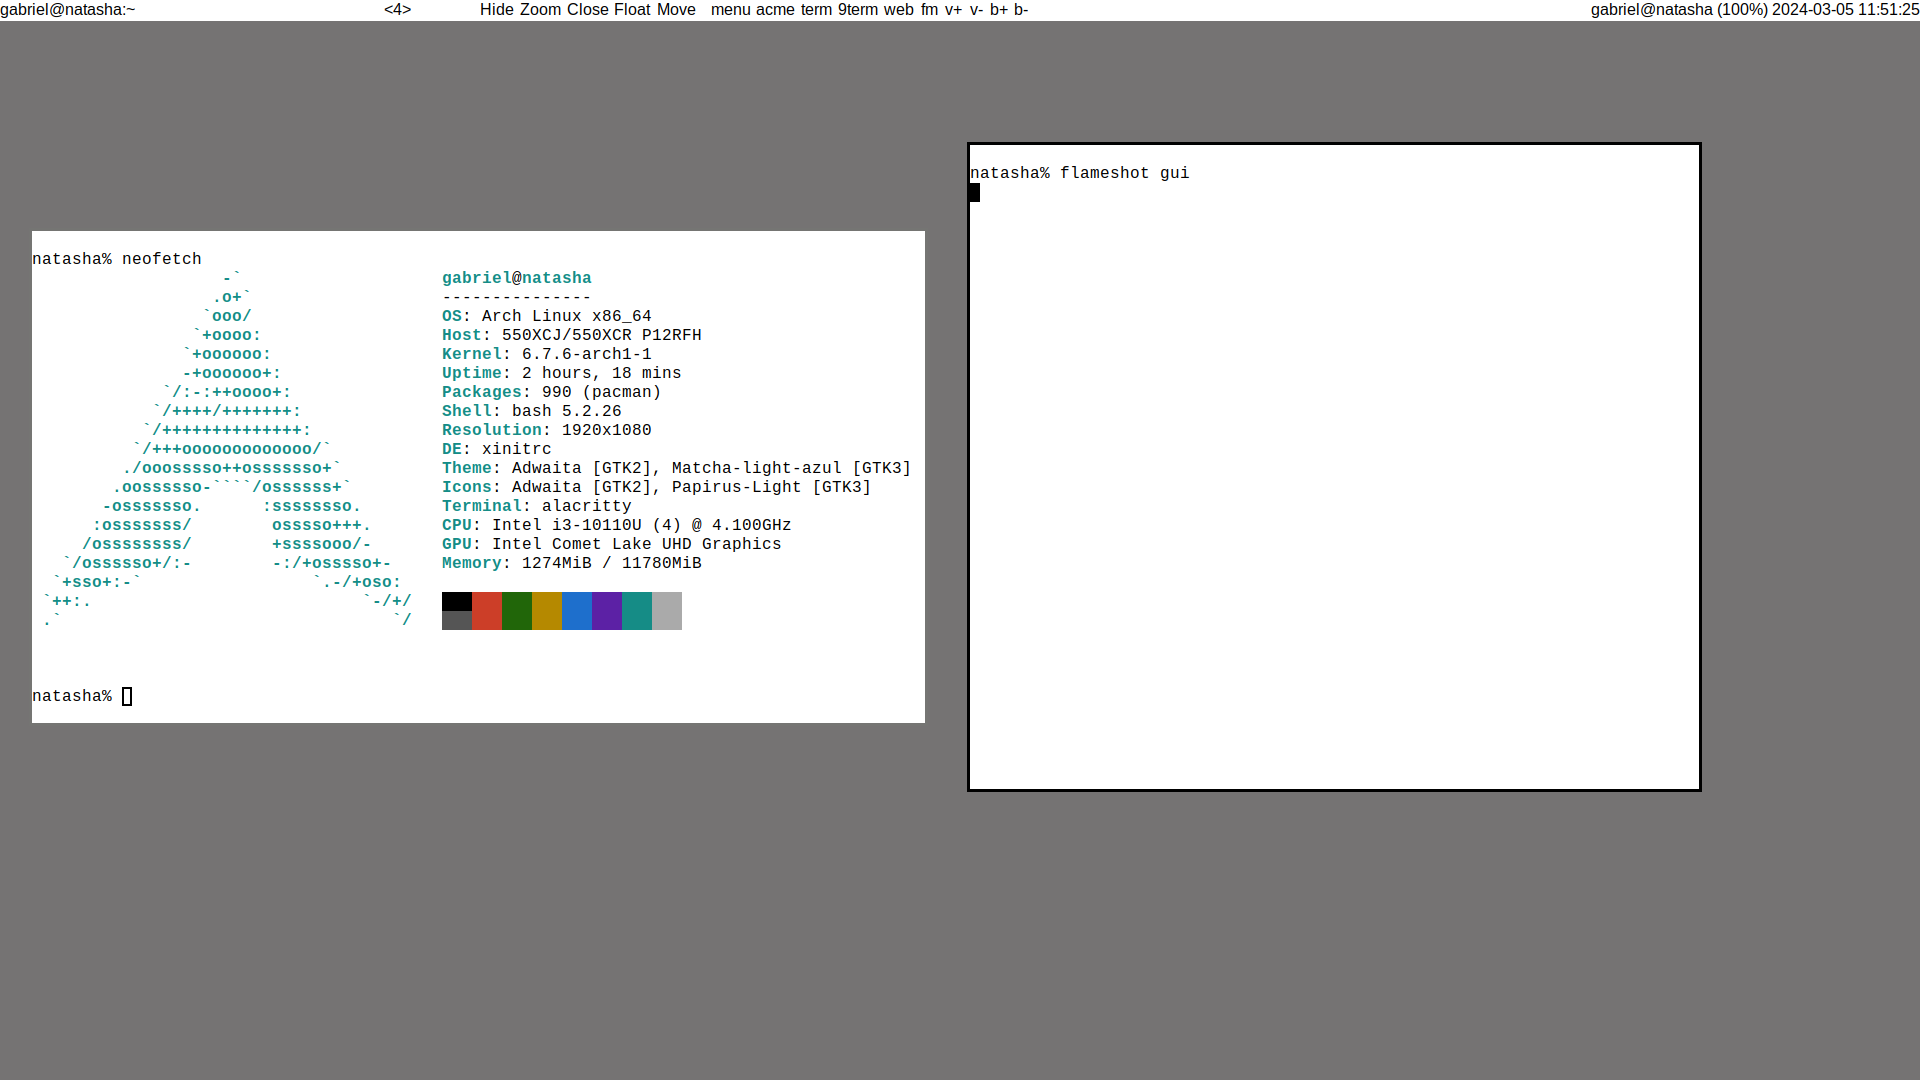 gabriel@natasha:~ <4> Hide Zoom Close Float Move menu acme term 9term web fm v+ v- b+ b- gabriel@natasha (100%) 2024-03-05 11:51:25
natasha% neofetch
                   -`                    gabriel@natasha
                  .o+`                   ---------------
                 `ooo/                   OS: Arch Linux x86_64
                `+oooo:                  Host: 550XCJ/550XCR P12RFH
               `+oooooo:                 Kernel: 6.7.6-arch1-1
               -+oooooo+:                Uptime: 2 hours, 18 mins
             `/:-:++oooo+:               Packages: 990 (pacman)
            `/++++/+++++++:              Shell: bash 5.2.26
           `/++++++++++++++:             Resolution: 1920x1080
          `/+++ooooooooooooo/`           DE: xinitrc
         ./ooosssso++osssssso+`          Theme: Adwaita [GTK2], Matcha-light-azul [GTK3]
        .oossssso-````/ossssss+`         Icons: Adwaita [GTK2], Papirus-Light [GTK3]
       -osssssso.      :ssssssso.        Terminal: alacritty
      :osssssss/        osssso+++.       CPU: Intel i3-10110U (4) @ 4.100GHz
     /ossssssss/        +ssssooo/-       GPU: Intel Comet Lake UHD Graphics
   `/ossssso+/:-        -:/+osssso+-     Memory: 1274MiB / 11780MiB
  `+sso+:-`                 `.-/+oso:
 `++:.                           `-/+/
 .`                                 `/
natasha%
natasha% flameshot gui